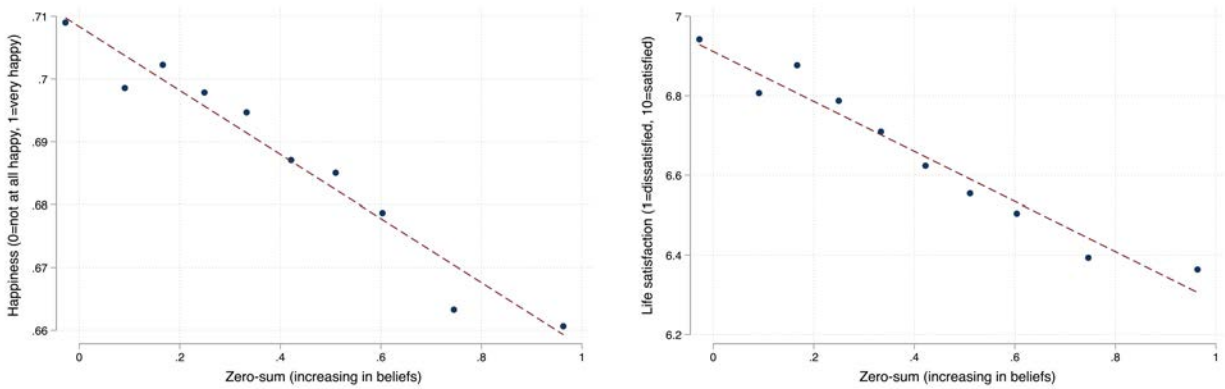 Happiness (0=not at all happy, 1=very happy)
.71
.7
.69
.68
.67
.66
0 .2 .4 .6 .8 1
Zero-sum (increasing in beliefs)
Life satisfaction (1=dissatisfied, 10=satisfied)
7
6.8
6.6
6.4
6.2
0 .2 .4 .6 .8 1
Zero-sum (increasing in beliefs)